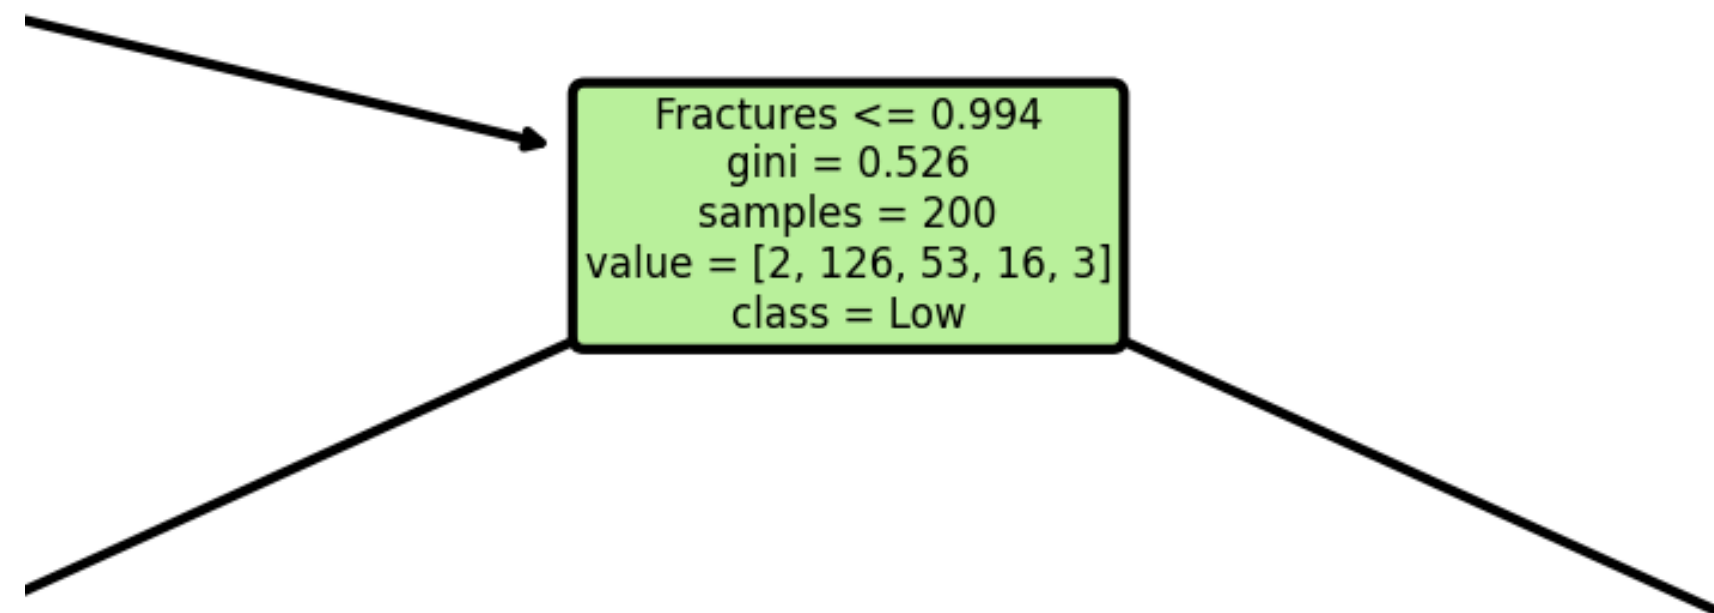 Fractures <= 0.994
gini = 0.526
samples = 200
value = [2, 126, 53, 16, 3]
class = Low